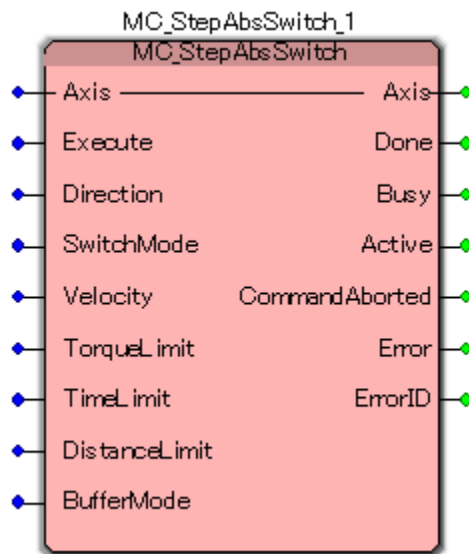 MC_StepAbsSwitch_1
MC_StepAbsSwitch
Axis Axis
Execute Done
Direction Busy
SwitchMode Active
Velocity CommandAborted
TorqueLimit Error
TimeLimit ErrorID
DistanceLimit
BufferMode